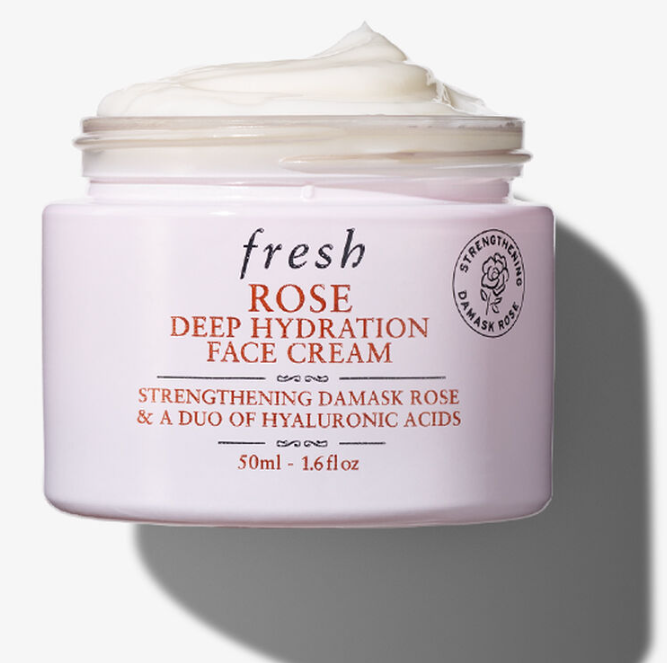 fresh
ROSE
DEEP HYDRATION
FACE CREAM
STRENGTHENING DAMASK ROSE
& A DUO OF HYALURONIC ACIDS
50ml - 1.6 fl oz
STRENGTHENING
DAMASK ROSE